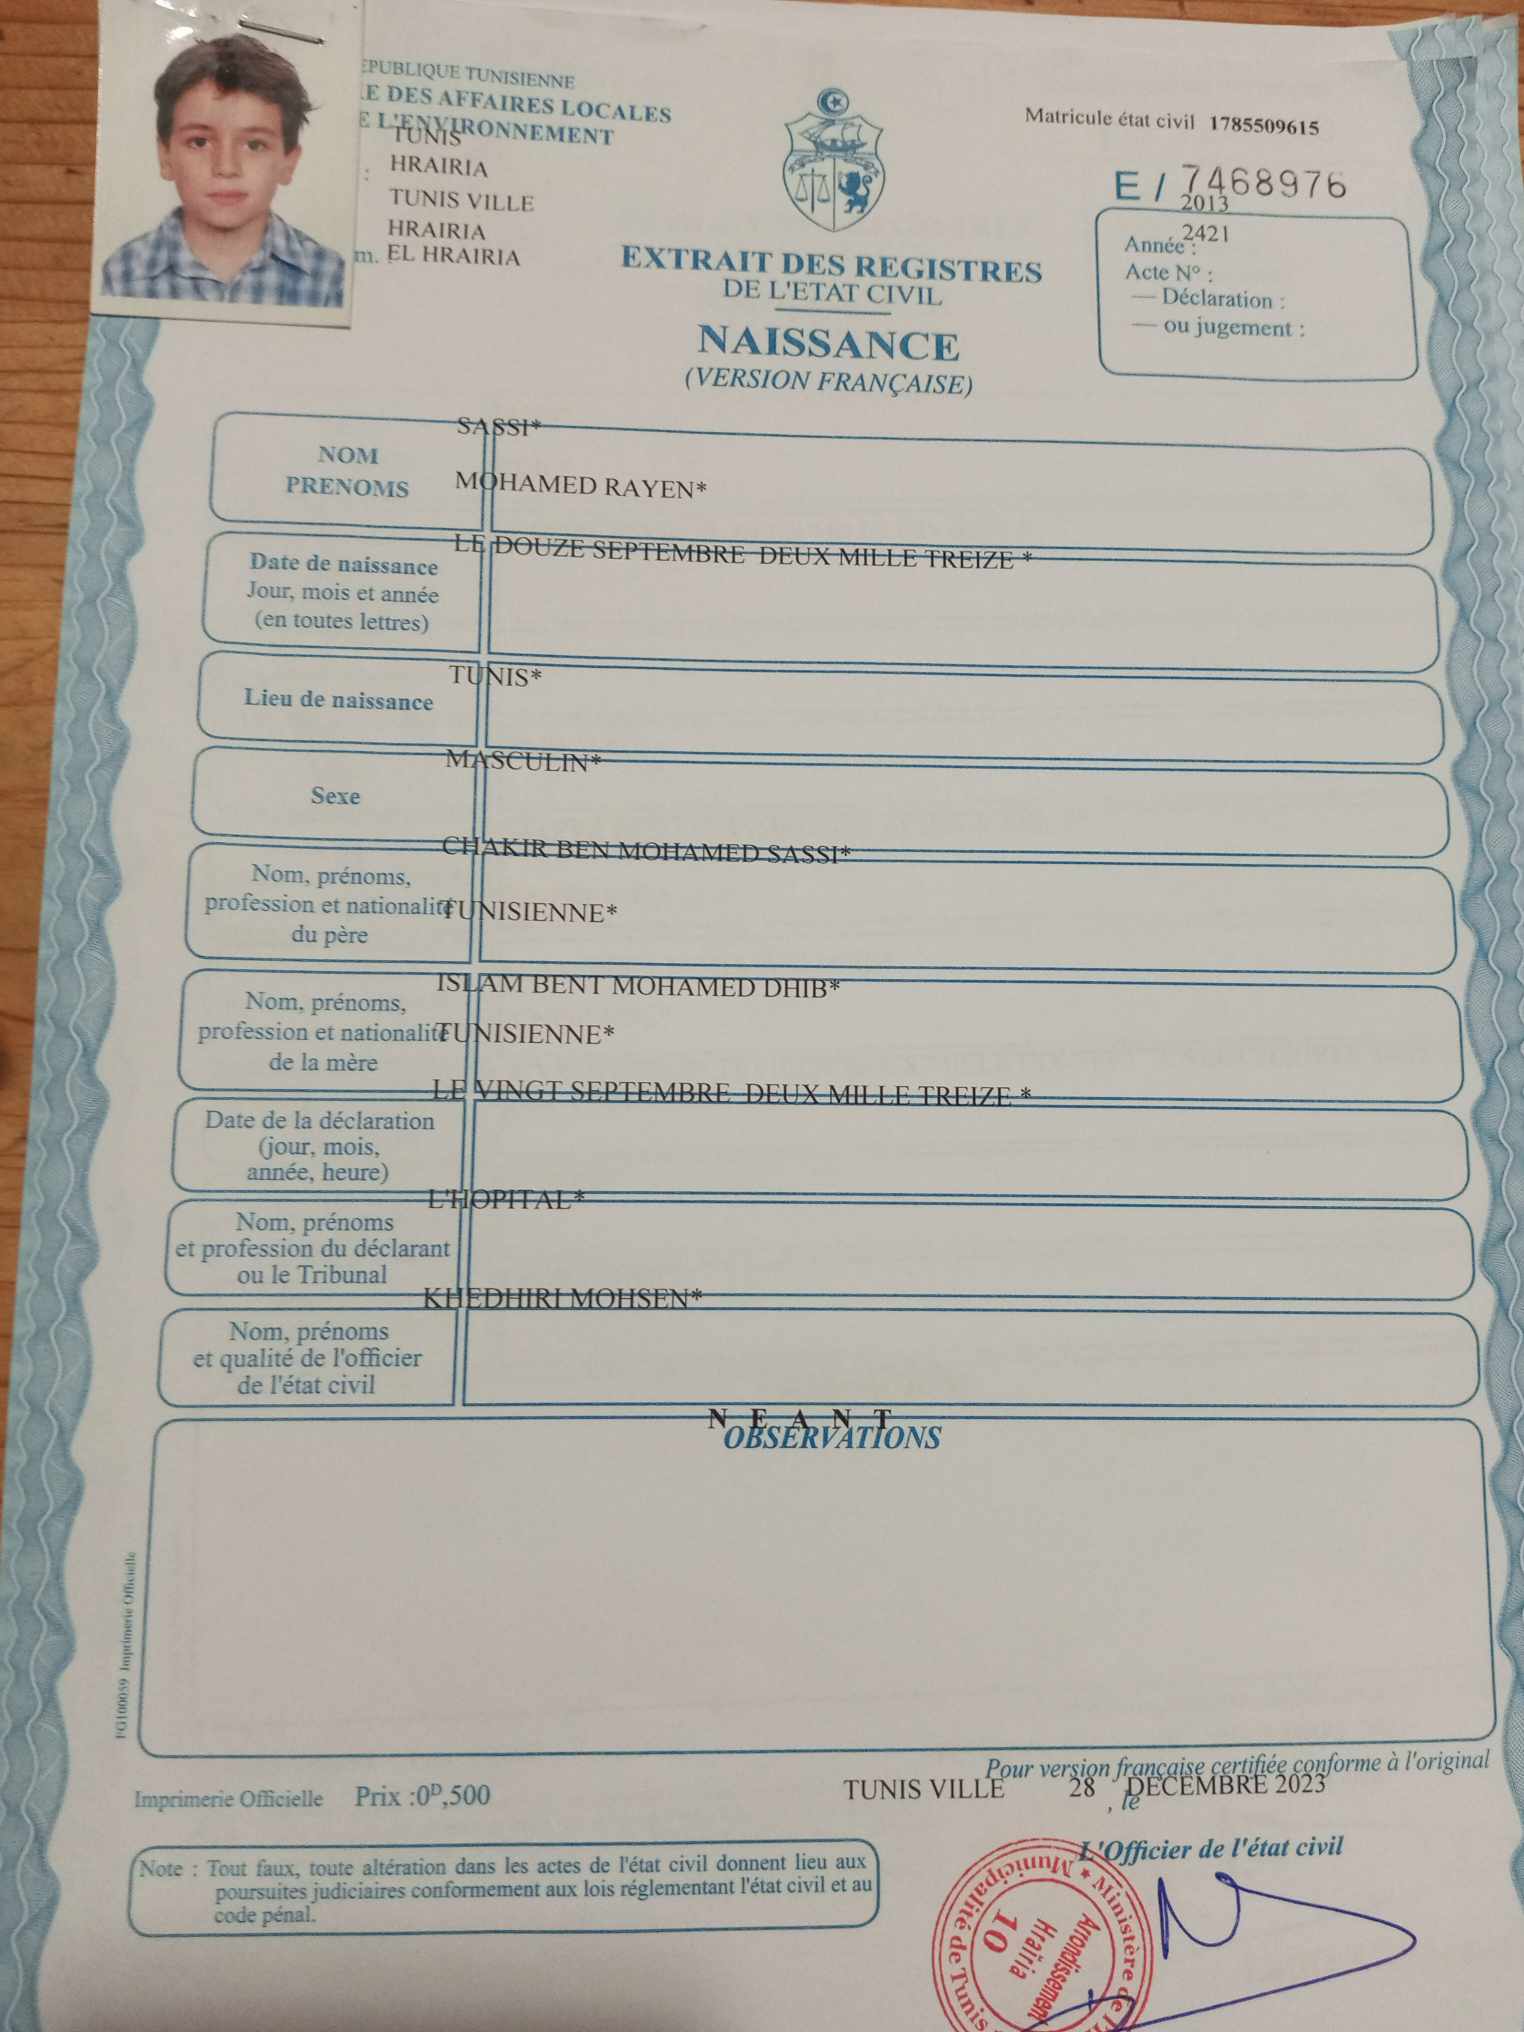 REPUBLIQUE TUNISIENNE
DES AFFAIRES LOCALES
L'ENVIRONNEMENT
TUNIS
: HRAIRIA
TUNIS VILLE
HRAIRIA
EL HRAIRIA
EXTRAIT DES REGISTRES
DE L'ETAT CIVIL
NAISSANCE
(VERSION FRANÇAISE)
Matricule état civil 1785509615
E / 7468976
2013
Année :
2421
Acte N° :
— Déclaration :
— ou jugement :
NOM
PRENOMS
SASSI*
MOHAMED RAYEN*
Date de naissance
Jour, mois et année
(en toutes lettres)
LE DOUZE SEPTEMBRE DEUX MILLE TREIZE *
Lieu de naissance
TUNIS*
Sexe
MASCULIN*
Nom, prénoms,
profession et nationalité
du père
CHAKIR BEN MOHAMED SASSI*
TUNISIENNE*
Nom, prénoms,
profession et nationalité
de la mère
ISLAM BENT MOHAMED DHIB*
TUNISIENNE*
Date de la déclaration
(jour, mois,
année, heure)
LE VINGT SEPTEMBRE DEUX MILLE TREIZE *
Nom, prénoms
et profession du déclarant
ou le Tribunal
L'HOPITAL*
Nom, prénoms
et qualité de l'officier
de l'état civil
KHEDHIRI MOHSEN*
N E A N T
OBSERVATIONS
PG100059 Imprimerie Officielle
Pour version française certifiée conforme à l'original
TUNIS VILLE 28 DECEMBRE 2023
, le
Imprimerie Officielle Prix :0D,500
L'Officier de l'état civil
Note : Tout faux, toute altération dans les actes de l'état civil donnent lieu aux
poursuites judiciaires conformement aux lois réglementant l'état civil et au
code pénal.
Municipalité de Tunis
★ Ministère de
Arrondissement
Hraïria
10